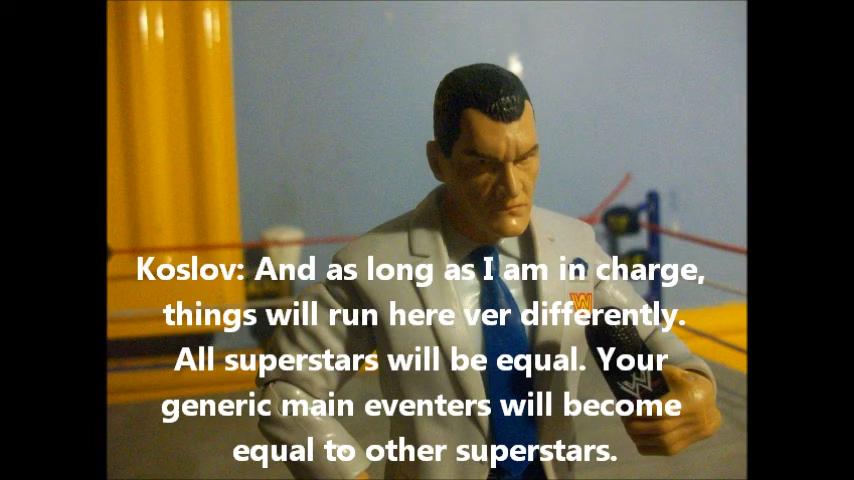 Koslov: And as long as I am in charge,
things will run here ver differently.
All superstars will be equal. Your
generic main eventers will become
equal to other superstars.
W
W